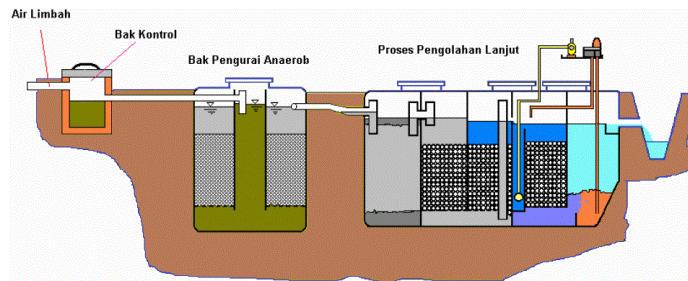 Air Limbah
Bak Kontrol
Bak Pengurai Anaerob
Proses Pengolahan Lanjut